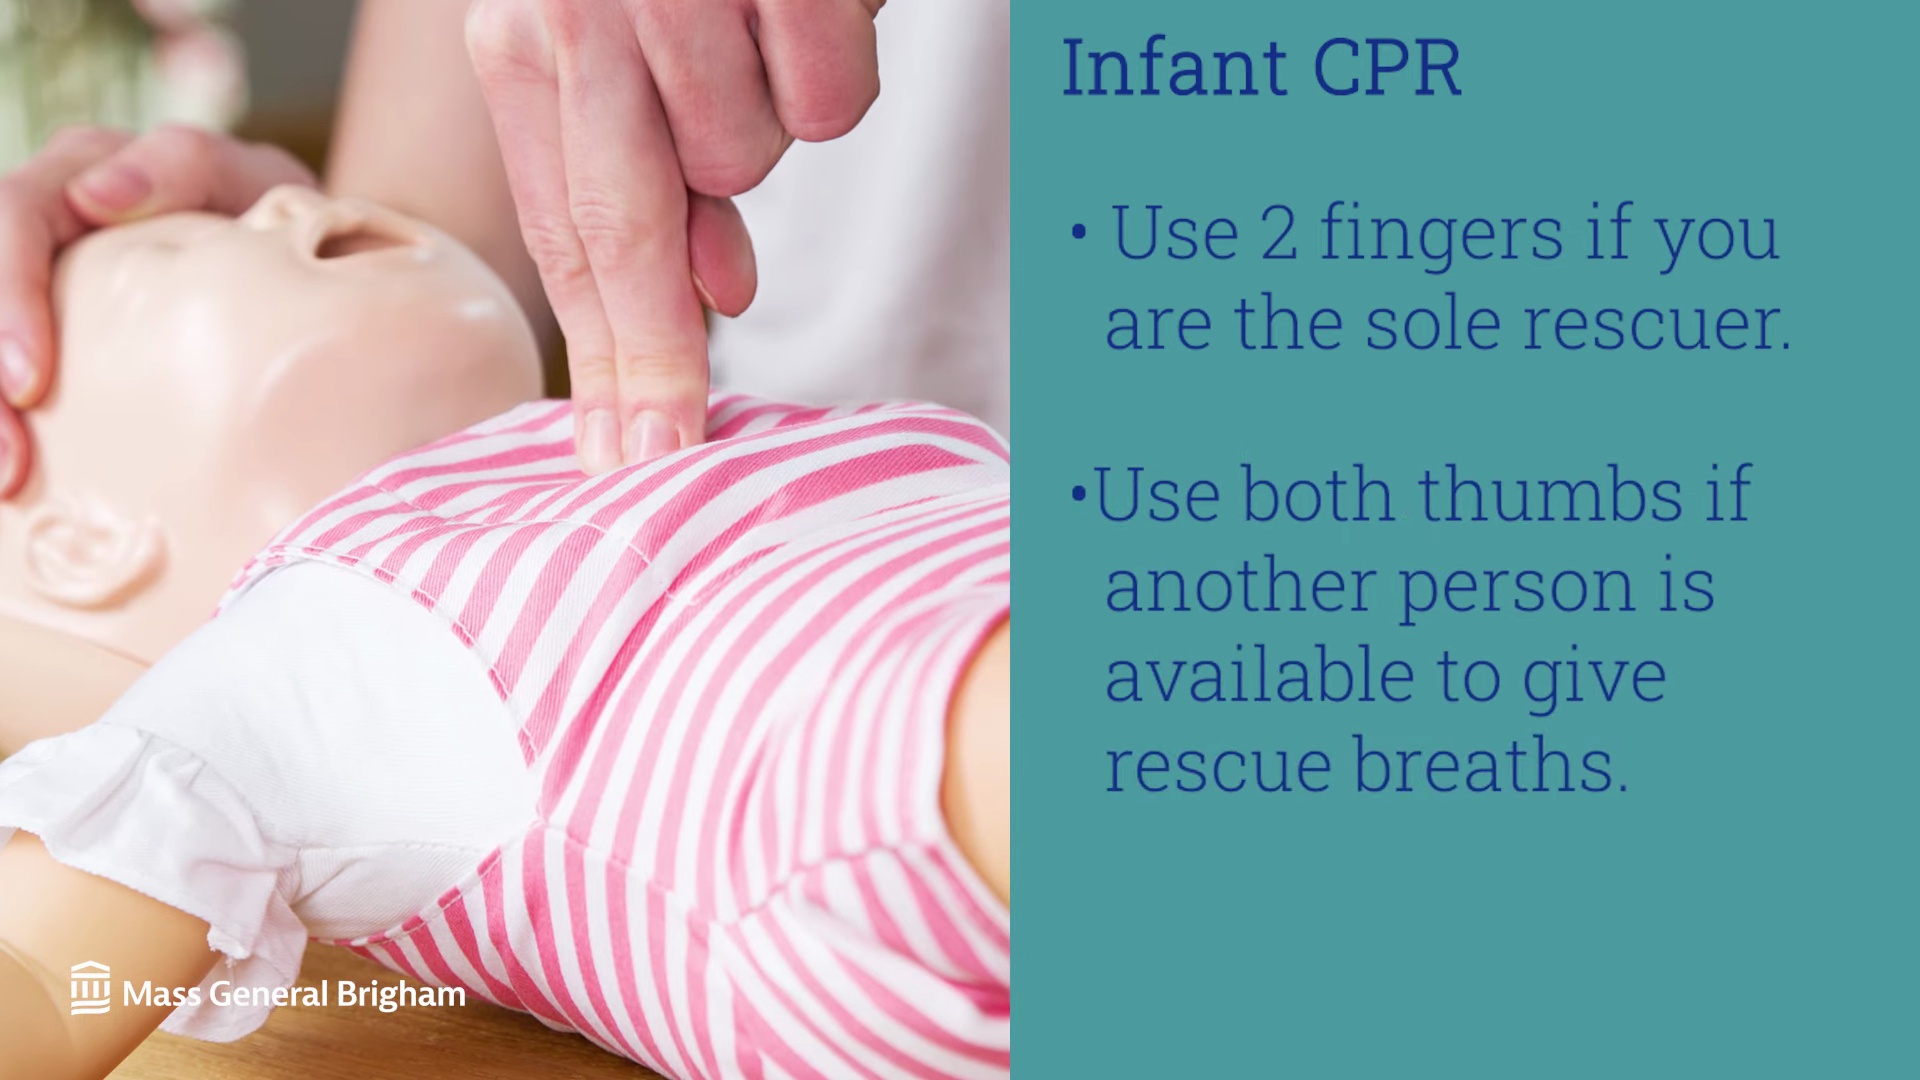 Infant CPR
• Use 2 fingers if you
are the sole rescuer.
•Use both thumbs if
another person is
available to give
rescue breaths.
Mass General Brigham